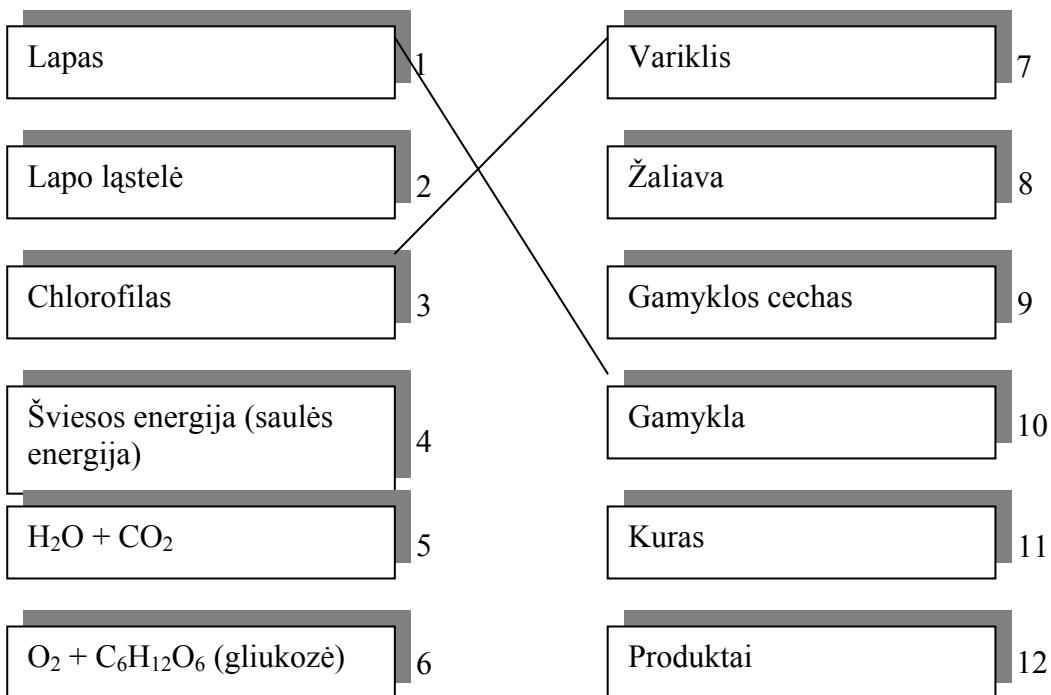 Lapas
1
Variklis
7
Lapo ląstelė
2
Žaliava
8
Chlorofilas
3
Gamyklos cechas
9
Šviesos energija (saulės
energija)
4
Gamykla
10
H₂O + CO₂
5
Kuras
11
O₂ + C₆H₁₂O₆ (gliukozė)
6
Produktai
12